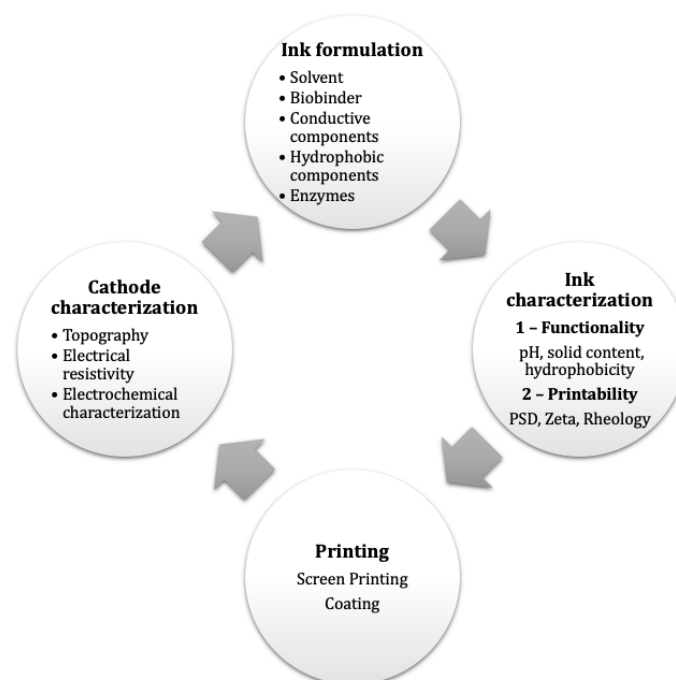 Ink formulation
• Solvent
• Biobinder
• Conductive
components
• Hydrophobic
components
• Enzymes
Ink
characterization
1 – Functionality
pH, solid content,
hydrophobicity
2 – Printability
PSD, Zeta, Rheology
Printing
Screen Printing
Coating
Cathode
characterization
• Topography
• Electrical
resistivity
• Electrochemical
characterization